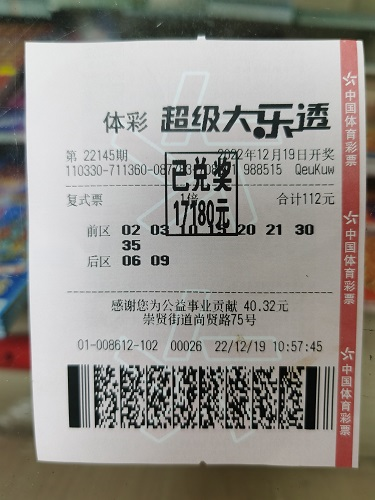 体彩 超级大乐透
第 22145期 2022年12月19日开奖
110330-711360- 988515 QeuKuw
已兑奖
17180元
复式票 1倍 合计112元
前区 02 03 10 20 21 30
35
后区 06 09
感谢您为公益事业贡献 40.32元
崇贤街道尚贤路75号
01-008612-102 00026 22/12/19 10:57:45
中国体育彩票
中国体育彩票
中国体育彩票